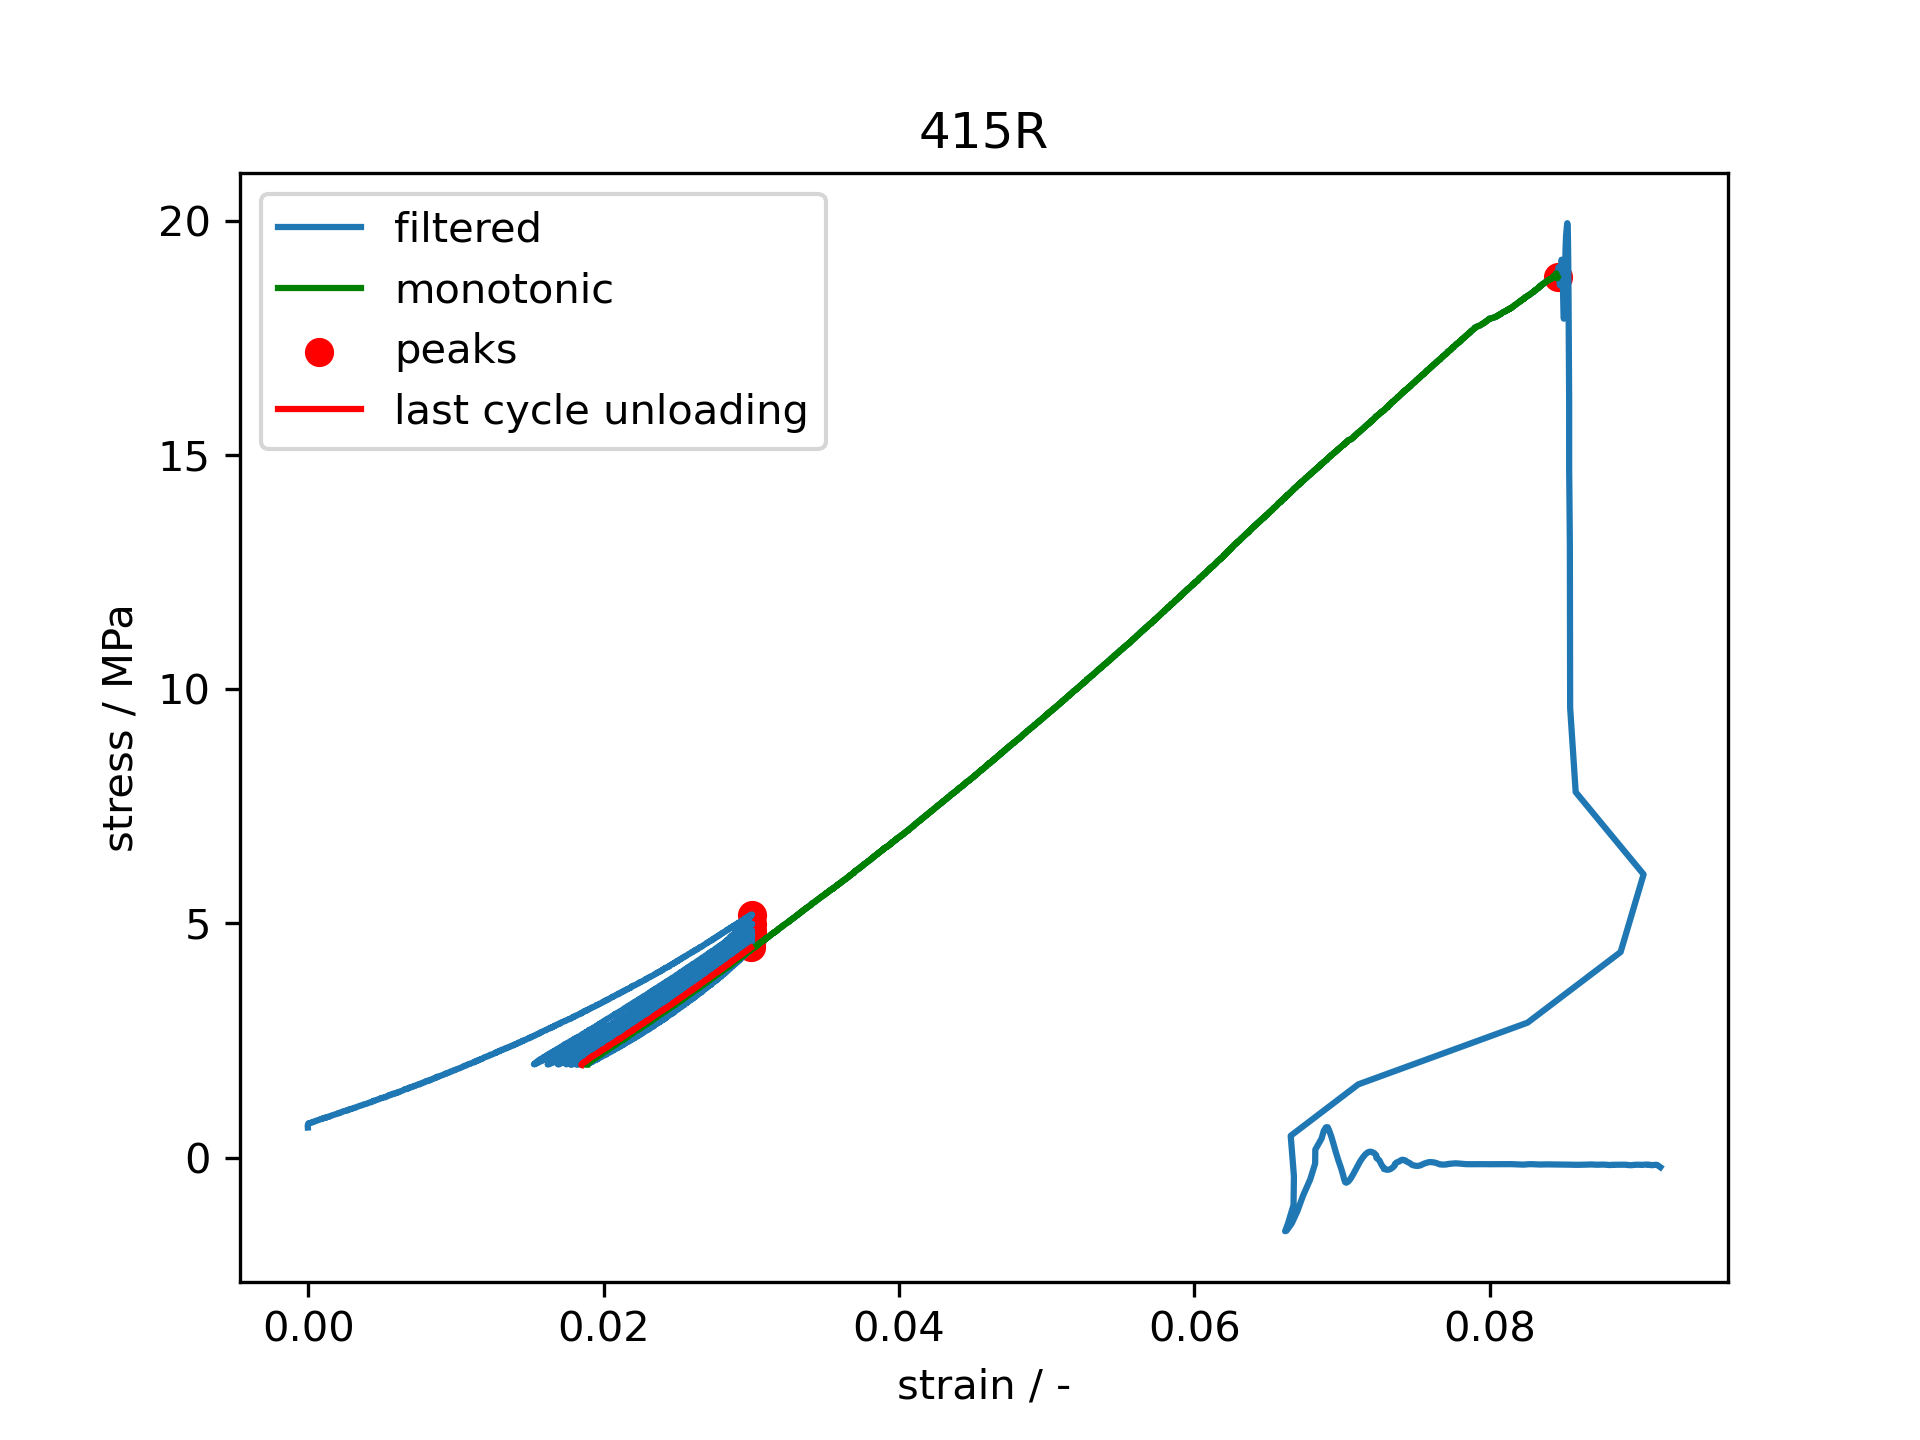 415R
filtered
monotonic
peaks
last cycle unloading
20
15
10
5
0
stress / MPa
0.00 0.02 0.04 0.06 0.08
strain / -